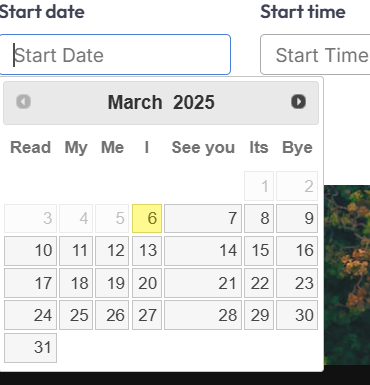 Start date Start time
Start Date Start Time
March 2025
Read My Me I See you Its Bye
1 2
3 4 5 6 7 8 9
10 11 12 13 14 15 16
17 18 19 20 21 22 23
24 25 26 27 28 29 30
31